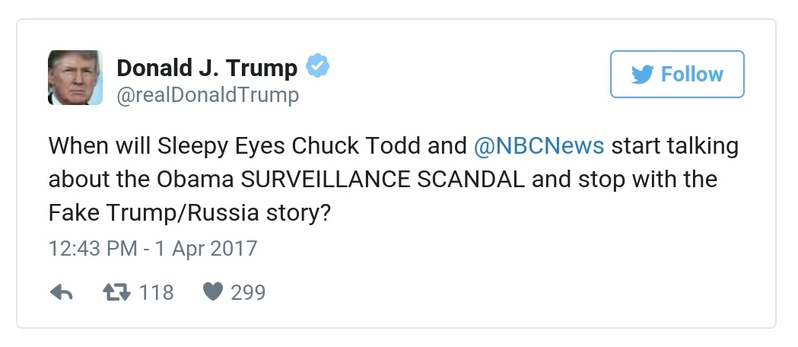 Donald J. Trump
@realDonaldTrump
Follow
When will Sleepy Eyes Chuck Todd and @NBCNews start talking
about the Obama SURVEILLANCE SCANDAL and stop with the
Fake Trump/Russia story?
12:43 PM - 1 Apr 2017
118 299